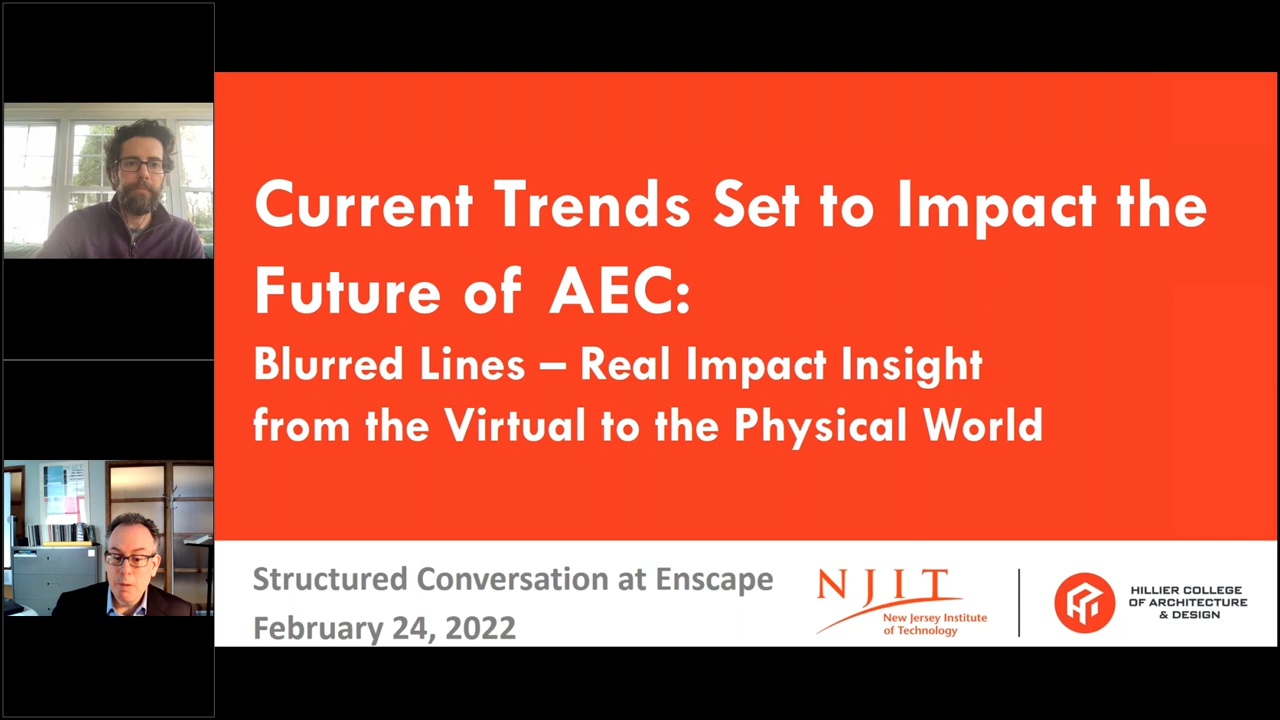 Current Trends Set to Impact the
Future of AEC:
Blurred Lines – Real Impact Insight
from the Virtual to the Physical World
Structured Conversation at Enscape
February 24, 2022
NJIT
New Jersey Institute
of Technology
HILLIER COLLEGE
OF ARCHITECTURE
& DESIGN